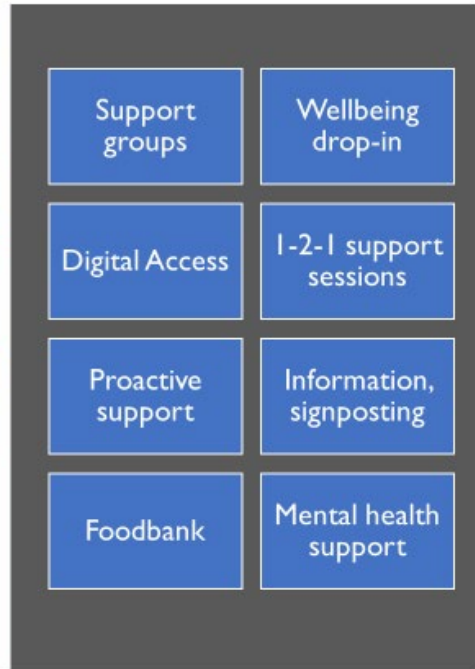 Support
groups
Wellbeing
drop-in
Digital Access
1-2-1 support
sessions
Proactive
support
Information,
signposting
Foodbank
Mental health
support